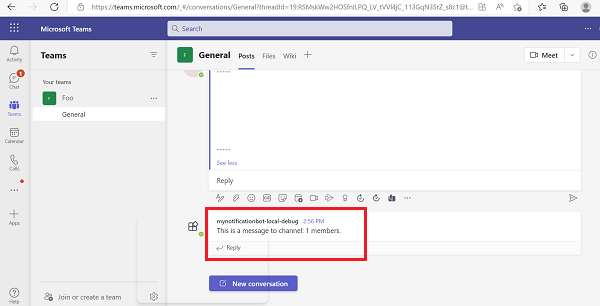 https://teams.microsoft.com/_#/conversations/General?threadId=19:RSMskWw2HOSfnILPQ_LV_tVVl4jC_113GqN3SrZ_s8c1@t...
Microsoft Teams
Search
Activity
Chat
1
Teams
Calendar
Calls
Apps
Help
Teams
Your teams
F
Foo
General
Join or create a team
F
General
Posts
Files
Wiki
1
Meet
-----
-----
See less
Reply
mynotificationbot-local-debug 2:56 PM
This is a message to channel: 1 members.
Reply
New conversation